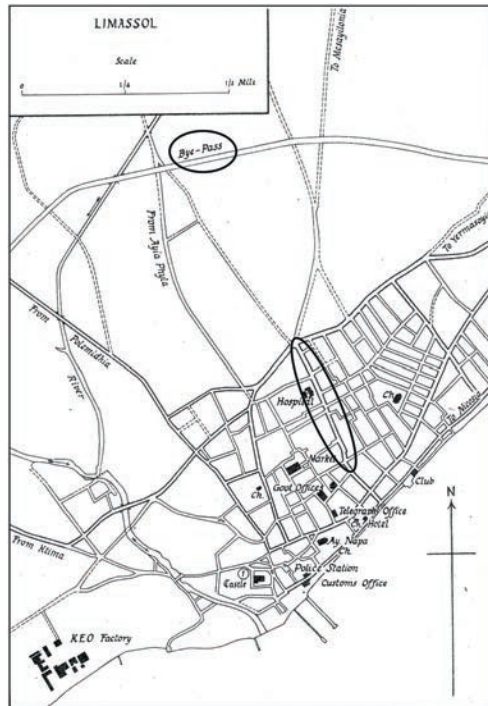 LIMASSOL
Scale
0 1/4 1/2 Mile
To Mesayitonia
Bye-Pass
From Ayia Phyla
To Yermasoyia
From Polemidhia
River
Hospital
Ch.
To Nicosia
Market
Govt Offices
Ch.
Club
Telegraph Office
Ch. Hotel
Ay. Napa
Ch.
N
From Ktima
Police Station
Castle
Customs Office
K.E.O Factory